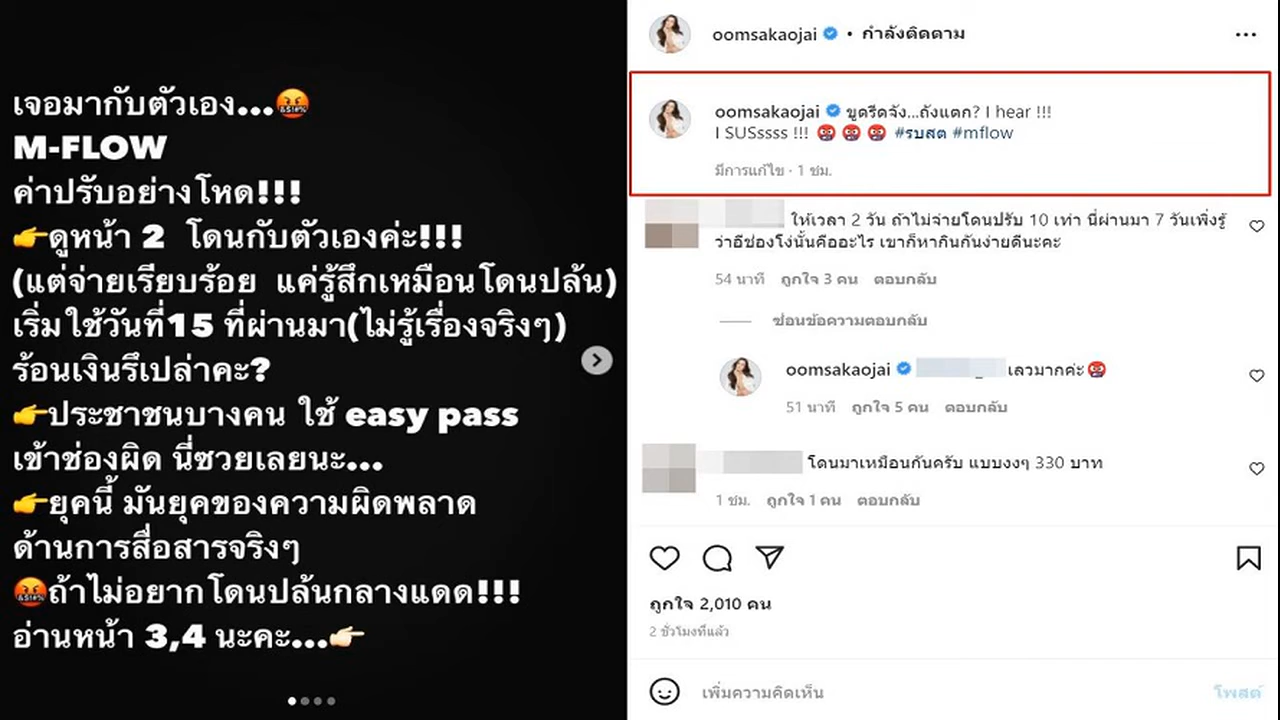 เจอมากับตัวเอง...🤬
M-FLOW
ค่าปรับอย่างโหด!!!
👉ดูหน้า 2 โดนกับตัวเองค่ะ!!!
(แต่จ่ายเรียบร้อย แค่รู้สึกเหมือนโดนปล้น)
เริ่มใช้วันที่15 ที่ผ่านมา(ไม่รู้เรื่องจริงๆ)
ร้อนเงินรึเปล่าคะ?
👉ประชาชนบางคน ใช้ easy pass
เข้าช่องผิด นี่ซวยเลยนะ...
👉ยุคนี้ มันยุคของความผิดพลาด
ด้านการสื่อสารจริงๆ
🤬ถ้าไม่อยากโดนปล้นกลางแดด!!!
อ่านหน้า 3,4 นะคะ...👉🏻
oomsakaojai • กำลังติดตาม
oomsakaojai ขูดรีดจัง...ถังแตก? I hear !!!
I SUSssss !!! 👹 👹 👹 #รบสต #mflow
มีการแก้ไข · 1 ชม.
ให้เวลา 2 วัน ถ้าไม่จ่ายโดนปรับ 10 เท่า นี่ผ่านมา 7 วันเพิ่งรู้
ว่าอีช่องโง่นั้นคืออะไร เขาก็หากินกันง่ายดีนะคะ
54 นาที ถูกใจ 3 คน ตอบกลับ
ซ่อนข้อความตอบกลับ
oomsakaojai เลวมากค่ะ👹
51 นาที ถูกใจ 5 คน ตอบกลับ
โดนมาเหมือนกันครับ แบบงงๆ 330 บาท
1 ชม. ถูกใจ 1 คน ตอบกลับ
ถูกใจ 2,010 คน
2 ชั่วโมงที่แล้ว
เพิ่มความคิดเห็น
โพสต์